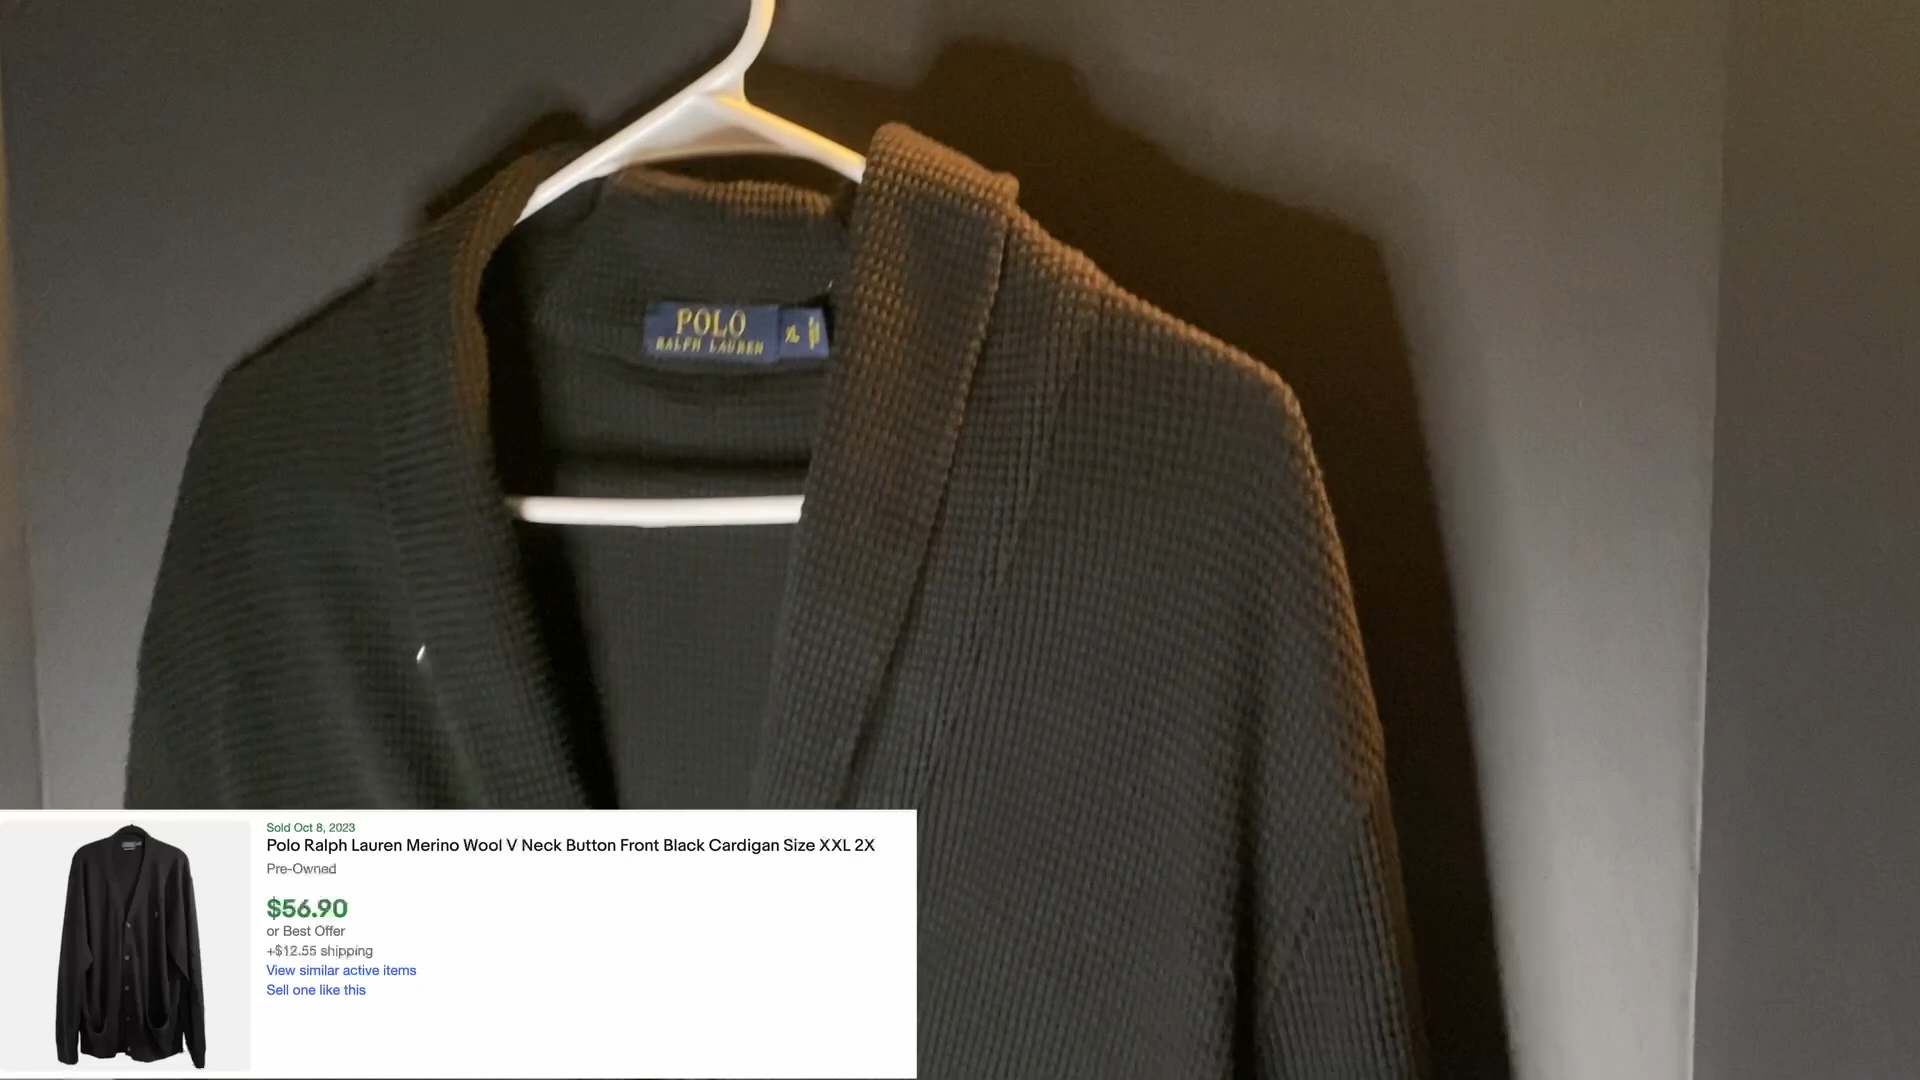 POLO
RALPH LAUREN
XL
Sold Oct 8, 2023
Polo Ralph Lauren Merino Wool V Neck Button Front Black Cardigan Size XXL 2X
Pre-Owned
$56.90
or Best Offer
+$12.55 shipping
View similar active items
Sell one like this